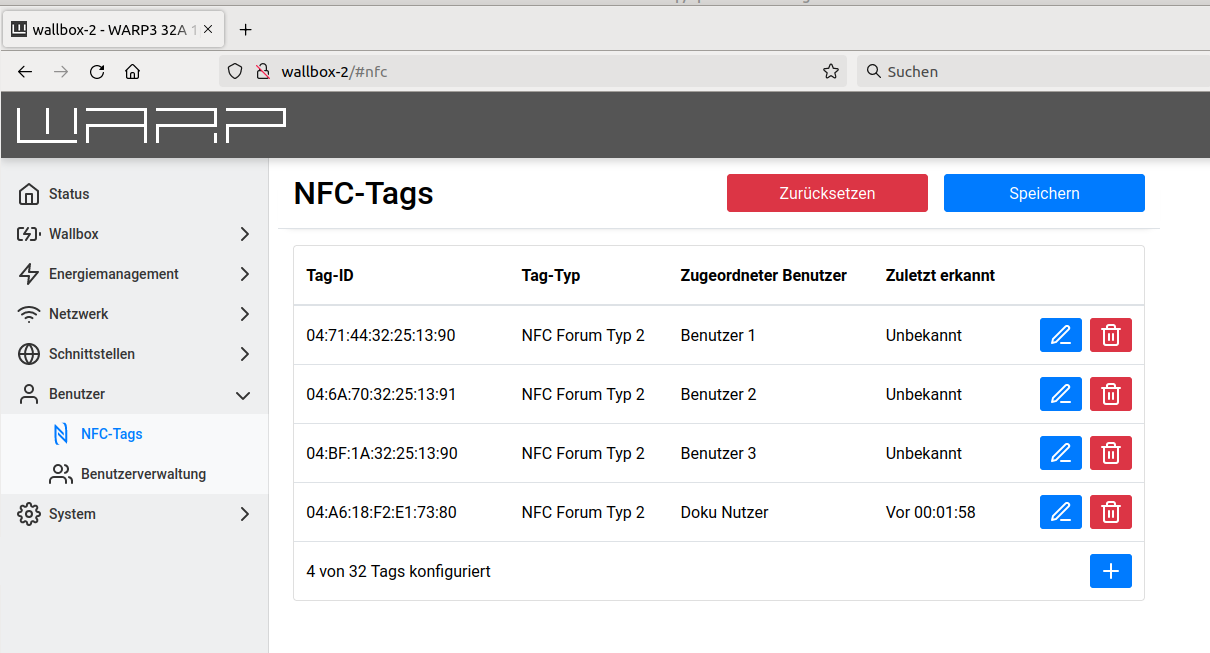 wallbox-2 - WARP3 32A 1
wallbox-2/#nfc
Suchen
WARP
Status
Wallbox
Energiemanagement
Netzwerk
Schnittstellen
Benutzer
NFC-Tags
Benutzerverwaltung
System
NFC-Tags
Zurücksetzen
Speichern
Tag-ID Tag-Typ Zugeordneter Benutzer Zuletzt erkannt
04:71:44:32:25:13:90 NFC Forum Typ 2 Benutzer 1 Unbekannt
04:6A:70:32:25:13:91 NFC Forum Typ 2 Benutzer 2 Unbekannt
04:BF:1A:32:25:13:90 NFC Forum Typ 2 Benutzer 3 Unbekannt
04:A6:18:F2:E1:73:80 NFC Forum Typ 2 Doku Nutzer Vor 00:01:58
4 von 32 Tags konfiguriert